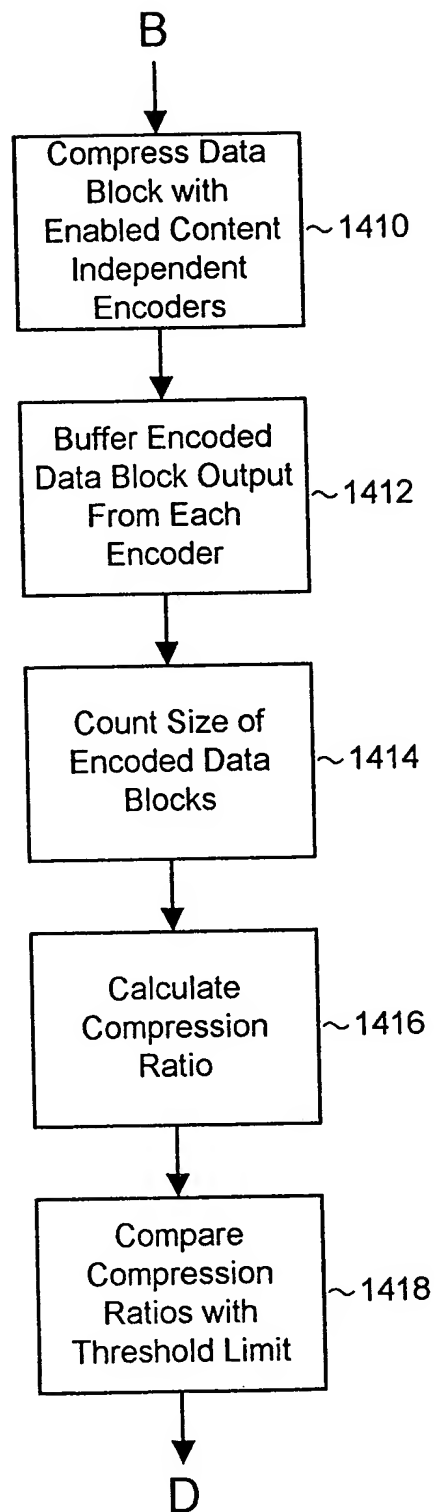 B
Compress Data
Block with
Enabled Content
Independent
Encoders
~1410
Buffer Encoded
Data Block Output
From Each
Encoder
~1412
Count Size of
Encoded Data
Blocks
~1414
Calculate
Compression
Ratio
~1416
Compare
Compression
Ratios with
Threshold Limit
~1418
D